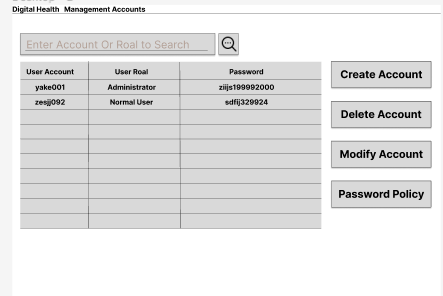 Digital Health Management Accounts
Enter Account Or Roal to Search
User Account User Roal Password
yake001 Administrator ziijs199992000
zesjj092 Normal User sdfij329924
Create Account
Delete Account
Modify Account
Password Policy